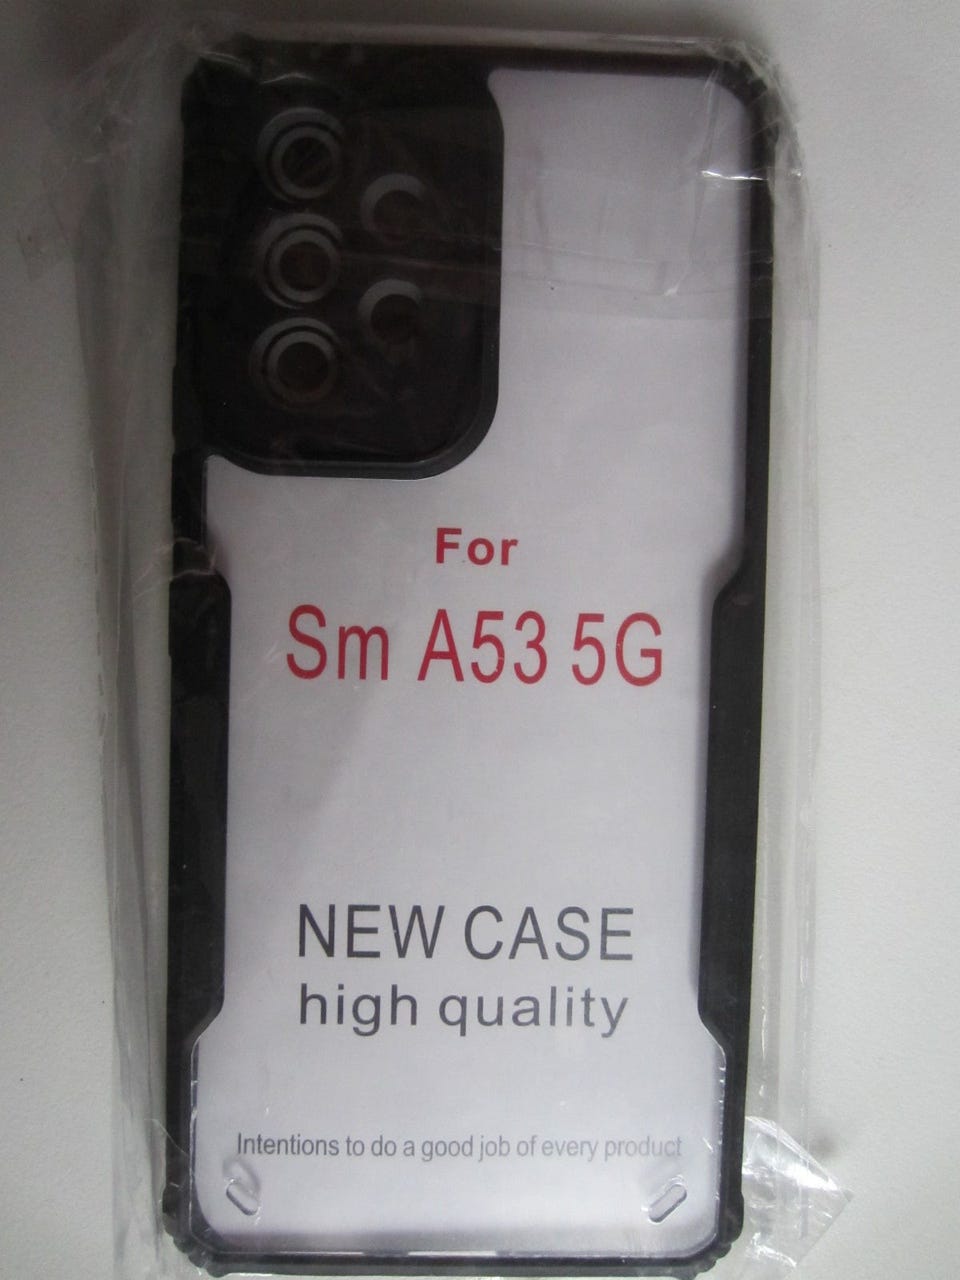 For
Sm A53 5G
NEW CASE
high quality
Intentions to do a good job of every product